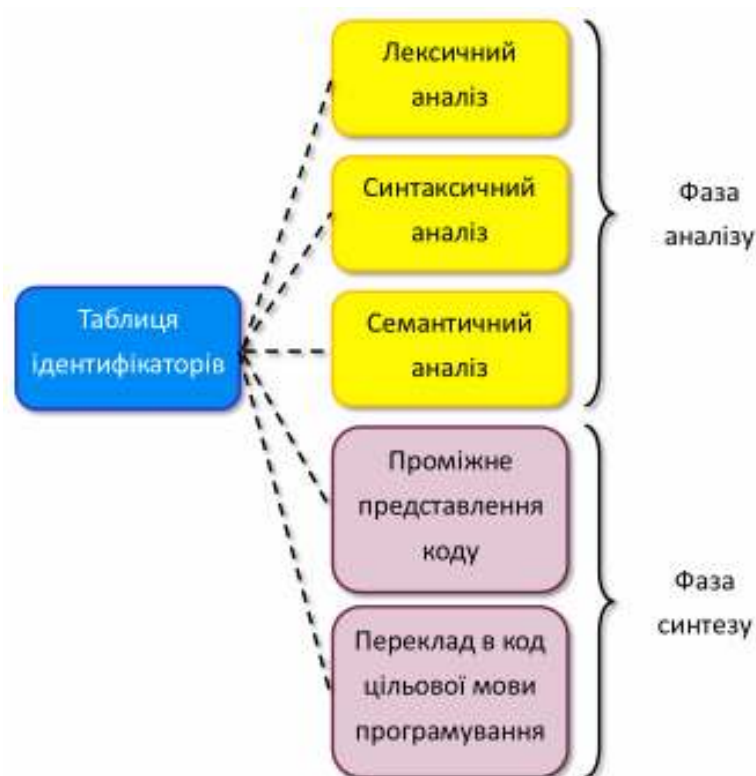 Лексичний
аналіз
Синтаксичний
аналіз
Фаза
аналізу
Таблиця
ідентифікаторів
Семантичний
аналіз
Проміжне
представлення
коду
Фаза
синтезу
Переклад в код
цільової мови
програмування